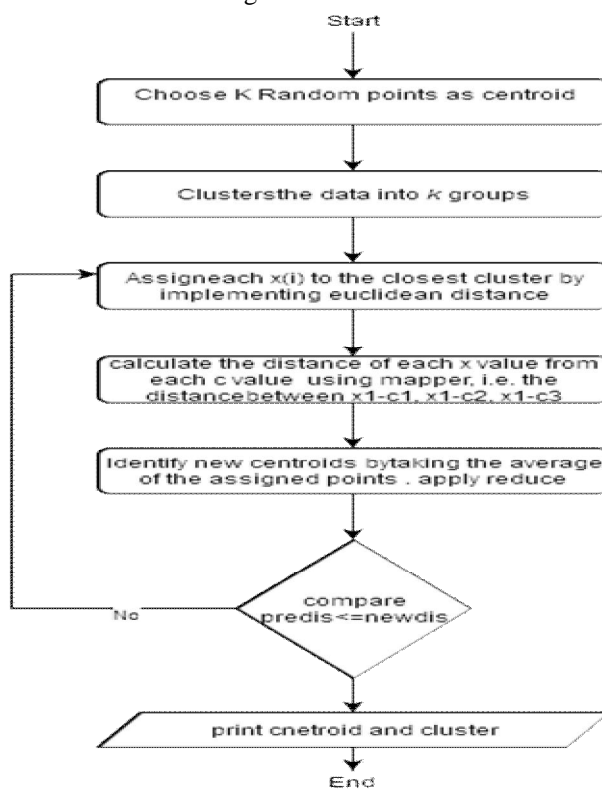 Start
Choose K Random points as centroid
Clustersthe data into k groups
Assigneach x(i) to the closest cluster by
implementing euclidean distance
calculate the distance of each x value from
each c value using mapper, i.e. the
distancebetween x1-c1, x1-c2, x1-c3
Identify new centroids bytaking the average
of the assigned points . apply reduce
compare
predis<=newdis
No
print cnetroid and cluster
End